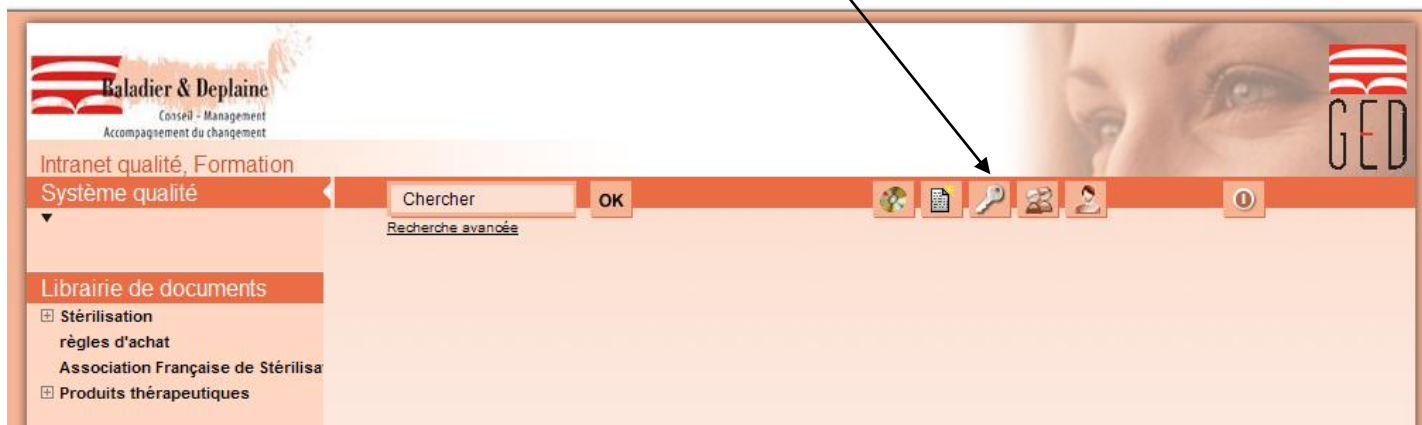 Baladier & Deplaine
Conseil - Management
Accompagnement du changement
GED
Intranet qualité, Formation
Système qualité
Chercher
OK
Recherche avancée
Librairie de documents
Stérilisation
règles d'achat
Association Française de Stérilisa
Produits thérapeutiques